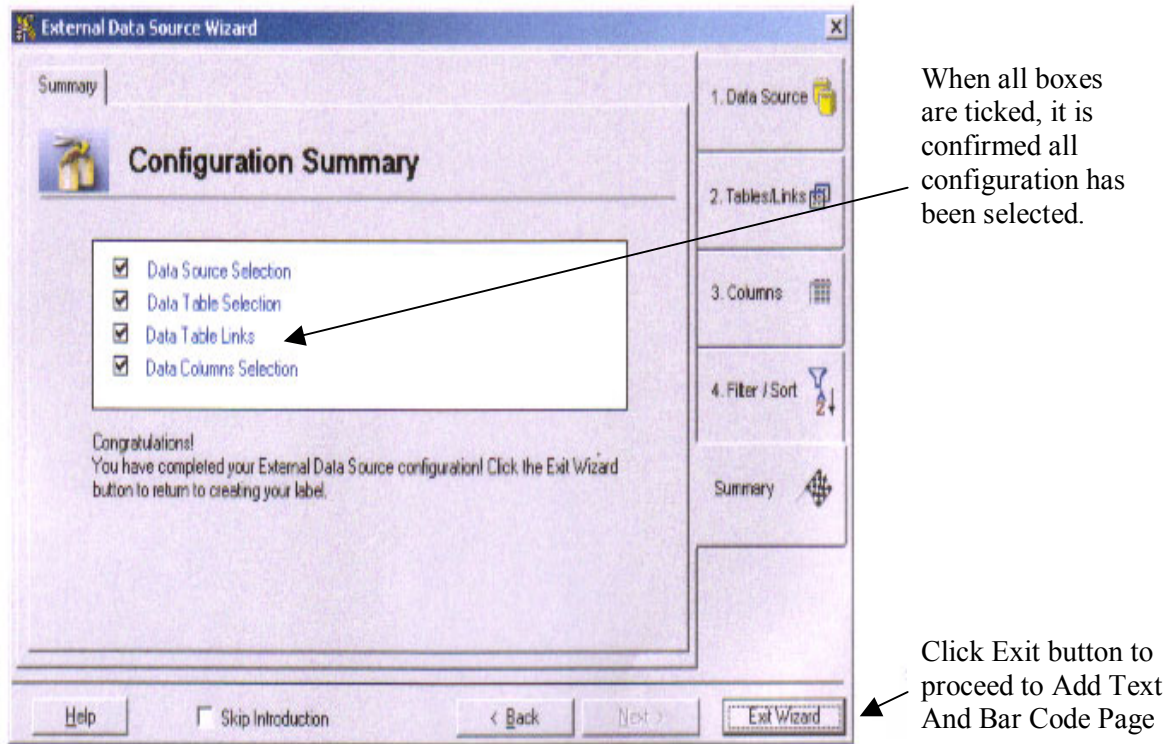 External Data Source Wizard
Summary
Configuration Summary
Data Source Selection
Data Table Selection
Data Table Links
Data Columns Selection
Congratulations!
You have completed your External Data Source configuration! Click the Exit Wizard
button to return to creating your label.
1. Data Source
2. Tables/Links
3. Columns
4. Filter / Sort
Summary
Help
Skip Introduction
< Back
Next >
Exit Wizard
When all boxes
are ticked, it is
confirmed all
configuration has
been selected.
Click Exit button to
proceed to Add Text
And Bar Code Page